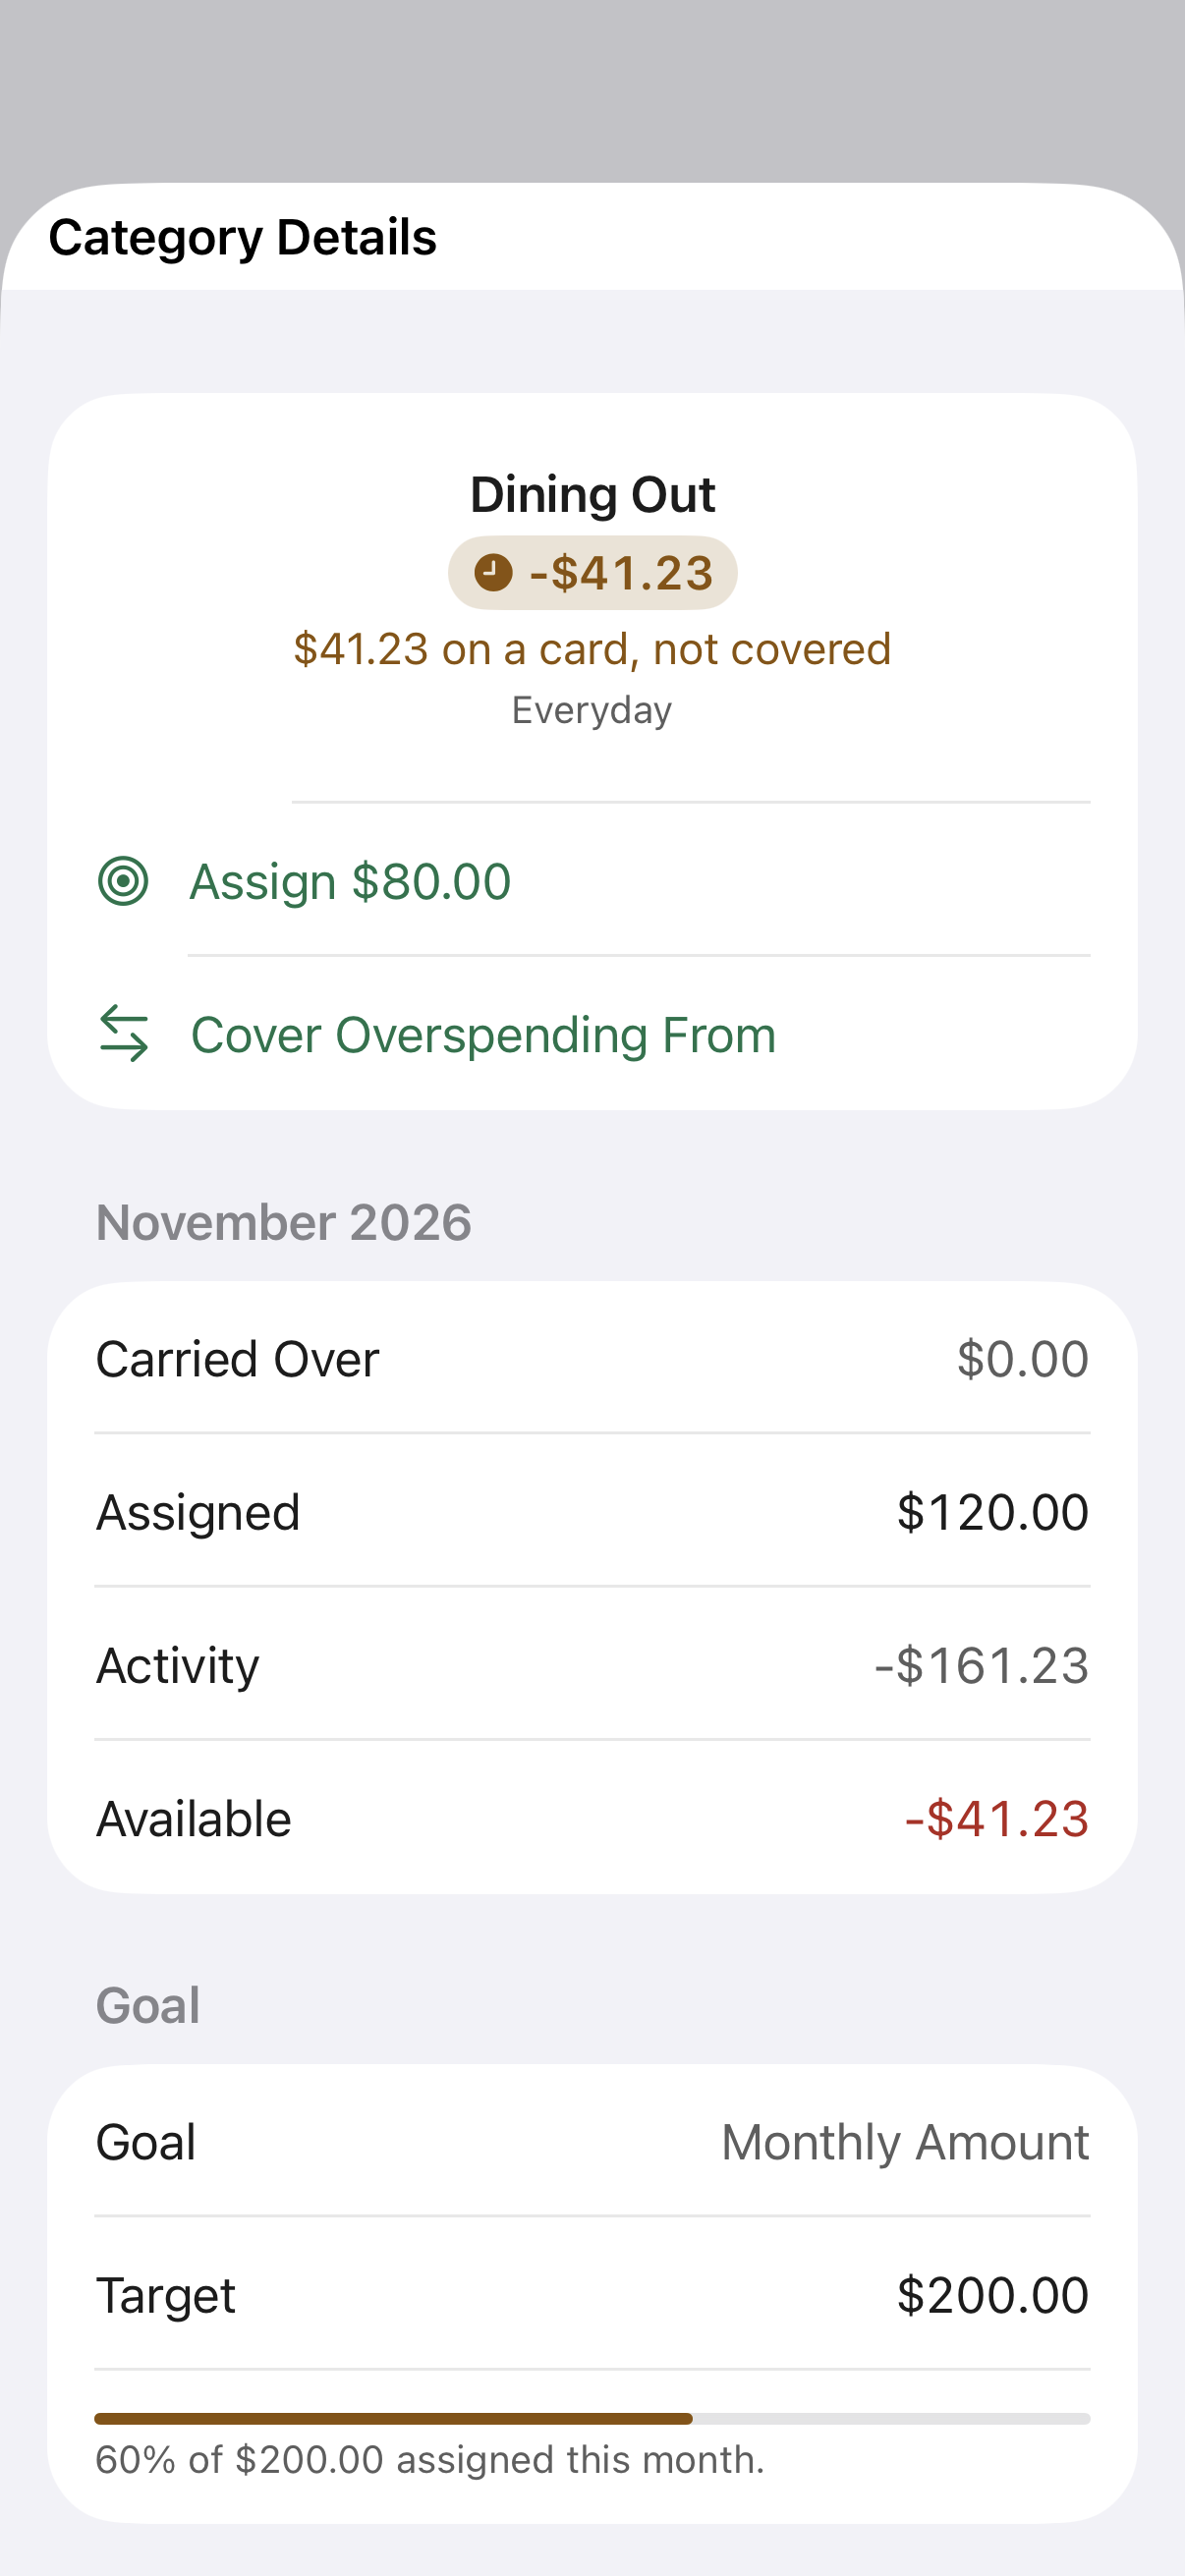 Category Details
Dining Out
-$41.23
$41.23 on a card, not covered
Everyday
Assign $80.00
Cover Overspending From
November 2026
Carried Over $0.00
Assigned $120.00
Activity -$161.23
Available -$41.23
Goal
Goal Monthly Amount
Target $200.00
60% of $200.00 assigned this month.